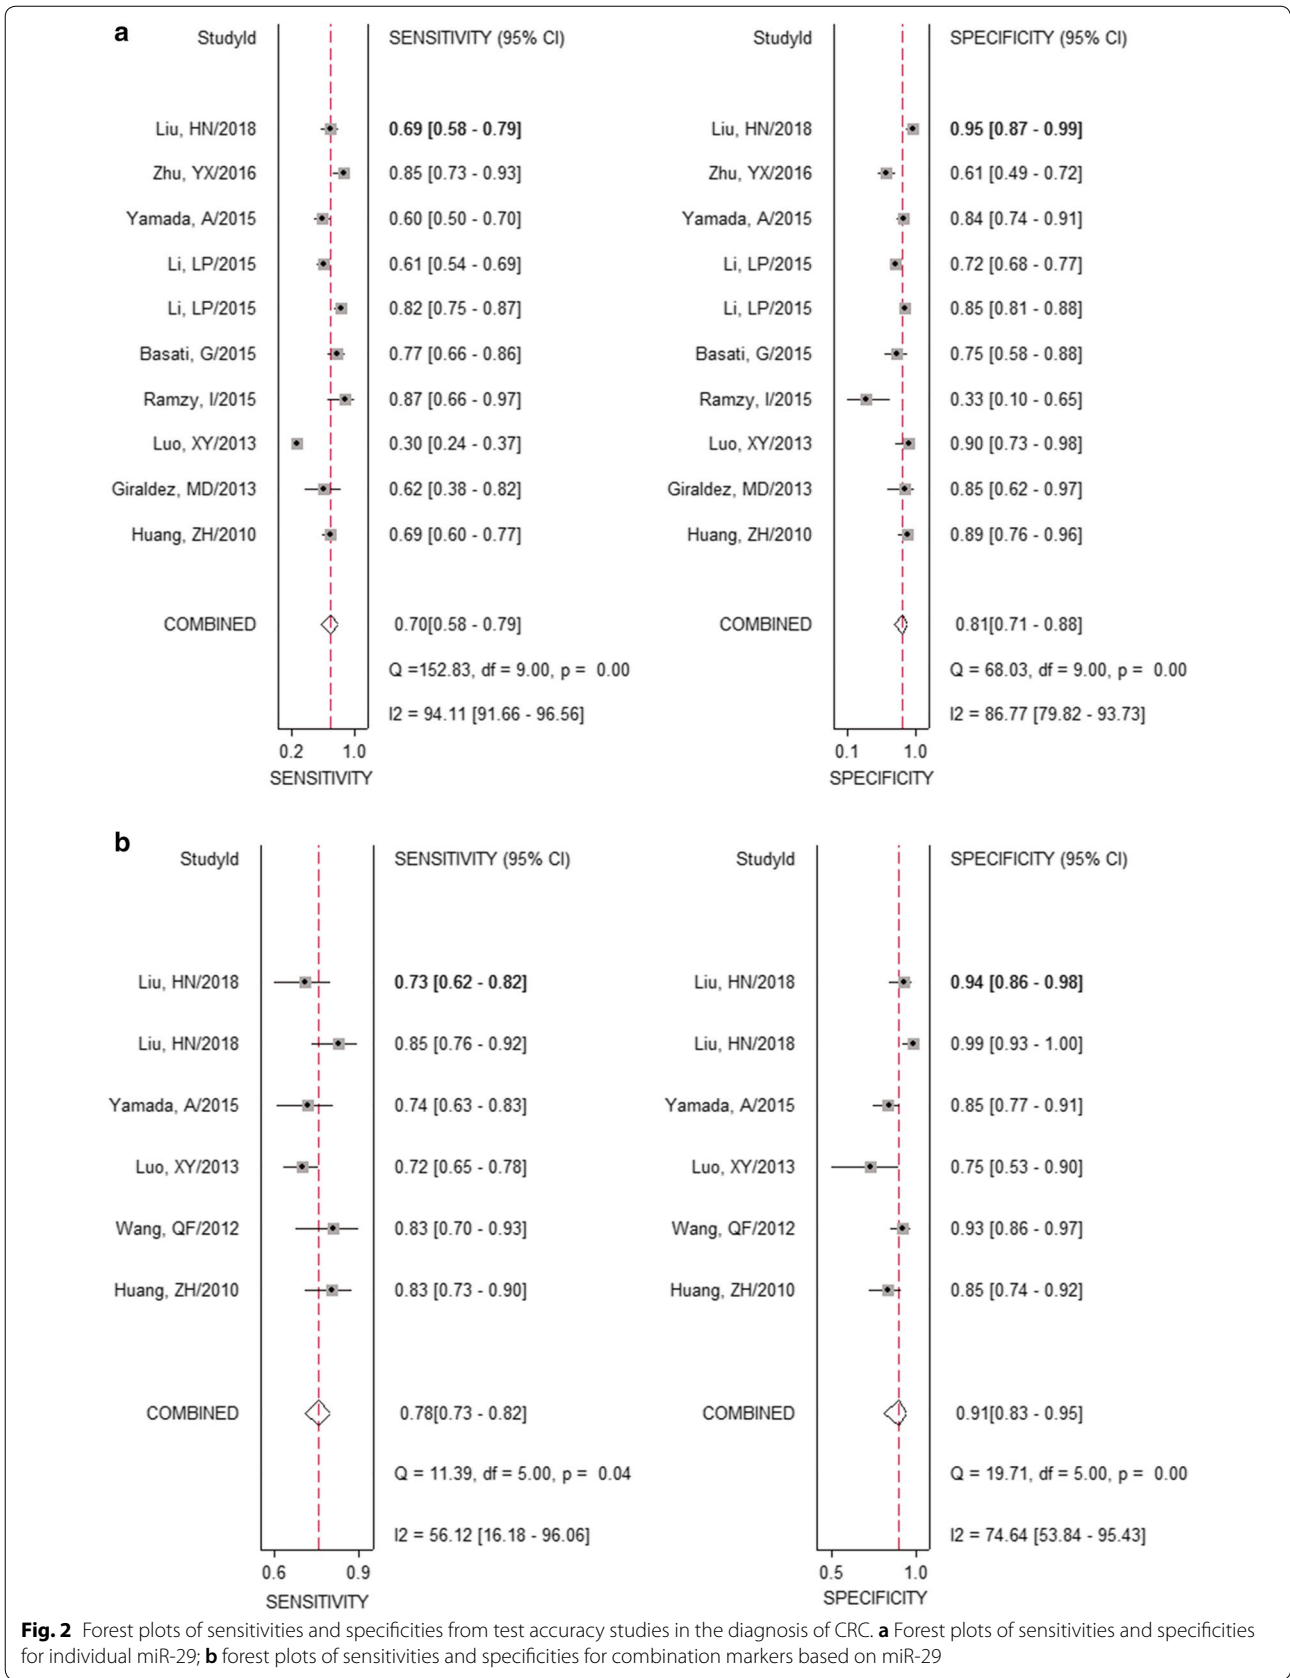 a
StudyId SENSITIVITY (95% CI) StudyId SPECIFICITY (95% CI)
Liu, HN/2018 0.69 [0.58 - 0.79] Liu, HN/2018 0.95 [0.87 - 0.99]
Zhu, YX/2016 0.85 [0.73 - 0.93] Zhu, YX/2016 0.61 [0.49 - 0.72]
Yamada, A/2015 0.60 [0.50 - 0.70] Yamada, A/2015 0.84 [0.74 - 0.91]
Li, LP/2015 0.61 [0.54 - 0.69] Li, LP/2015 0.72 [0.68 - 0.77]
Li, LP/2015 0.82 [0.75 - 0.87] Li, LP/2015 0.85 [0.81 - 0.88]
Basati, G/2015 0.77 [0.66 - 0.86] Basati, G/2015 0.75 [0.58 - 0.88]
Ramzy, I/2015 0.87 [0.66 - 0.97] Ramzy, I/2015 0.33 [0.10 - 0.65]
Luo, XY/2013 0.30 [0.24 - 0.37] Luo, XY/2013 0.90 [0.73 - 0.98]
Giraldez, MD/2013 0.62 [0.38 - 0.82] Giraldez, MD/2013 0.85 [0.62 - 0.97]
Huang, ZH/2010 0.69 [0.60 - 0.77] Huang, ZH/2010 0.89 [0.76 - 0.96]
COMBINED 0.70[0.58 - 0.79] COMBINED 0.81[0.71 - 0.88]
Q =152.83, df = 9.00, p = 0.00 Q = 68.03, df = 9.00, p = 0.00
I2 = 94.11 [91.66 - 96.56] I2 = 86.77 [79.82 - 93.73]
0.2 1.0 0.1 1.0
SENSITIVITY SPECIFICITY
b
StudyId SENSITIVITY (95% CI) StudyId SPECIFICITY (95% CI)
Liu, HN/2018 0.73 [0.62 - 0.82] Liu, HN/2018 0.94 [0.86 - 0.98]
Liu, HN/2018 0.85 [0.76 - 0.92] Liu, HN/2018 0.99 [0.93 - 1.00]
Yamada, A/2015 0.74 [0.63 - 0.83] Yamada, A/2015 0.85 [0.77 - 0.91]
Luo, XY/2013 0.72 [0.65 - 0.78] Luo, XY/2013 0.75 [0.53 - 0.90]
Wang, QF/2012 0.83 [0.70 - 0.93] Wang, QF/2012 0.93 [0.86 - 0.97]
Huang, ZH/2010 0.83 [0.73 - 0.90] Huang, ZH/2010 0.85 [0.74 - 0.92]
COMBINED 0.78[0.73 - 0.82] COMBINED 0.91[0.83 - 0.95]
Q = 11.39, df = 5.00, p = 0.04 Q = 19.71, df = 5.00, p = 0.00
I2 = 56.12 [16.18 - 96.06] I2 = 74.64 [53.84 - 95.43]
0.6 0.9 0.5 1.0
SENSITIVITY SPECIFICITY
Fig. 2 Forest plots of sensitivities and specificities from test accuracy studies in the diagnosis of CRC. a Forest plots of sensitivities and specificities
for individual miR-29; b forest plots of sensitivities and specificities for combination markers based on miR-29